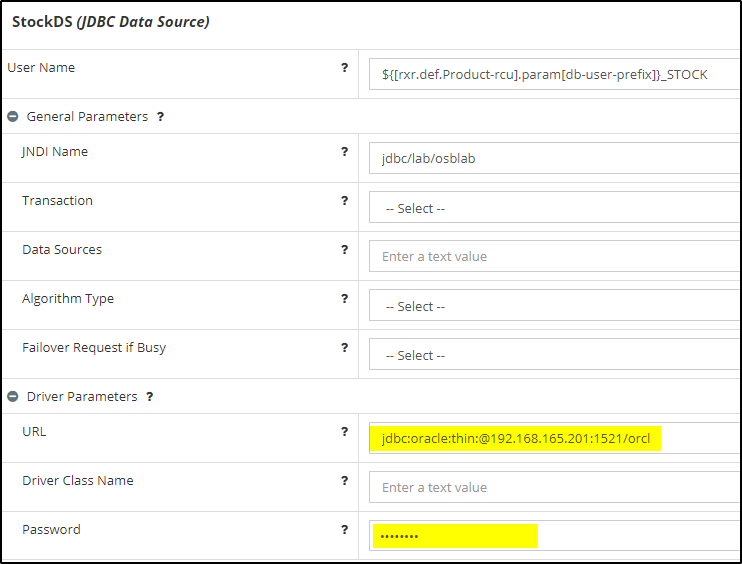 StockDS (JDBC Data Source)
User Name ? ${[rxr.def.Product-rcu].param[db-user-prefix]}_STOCK
General Parameters ?
JNDI Name ? jdbc/lab/osblab
Transaction ? -- Select --
Data Sources ? Enter a text value
Algorithm Type ? -- Select --
Failover Request if Busy ? -- Select --
Driver Parameters ?
URL ? jdbc:oracle:thin:@192.168.165.201:1521/orcl
Driver Class Name ? Enter a text value
Password ? ••••••••